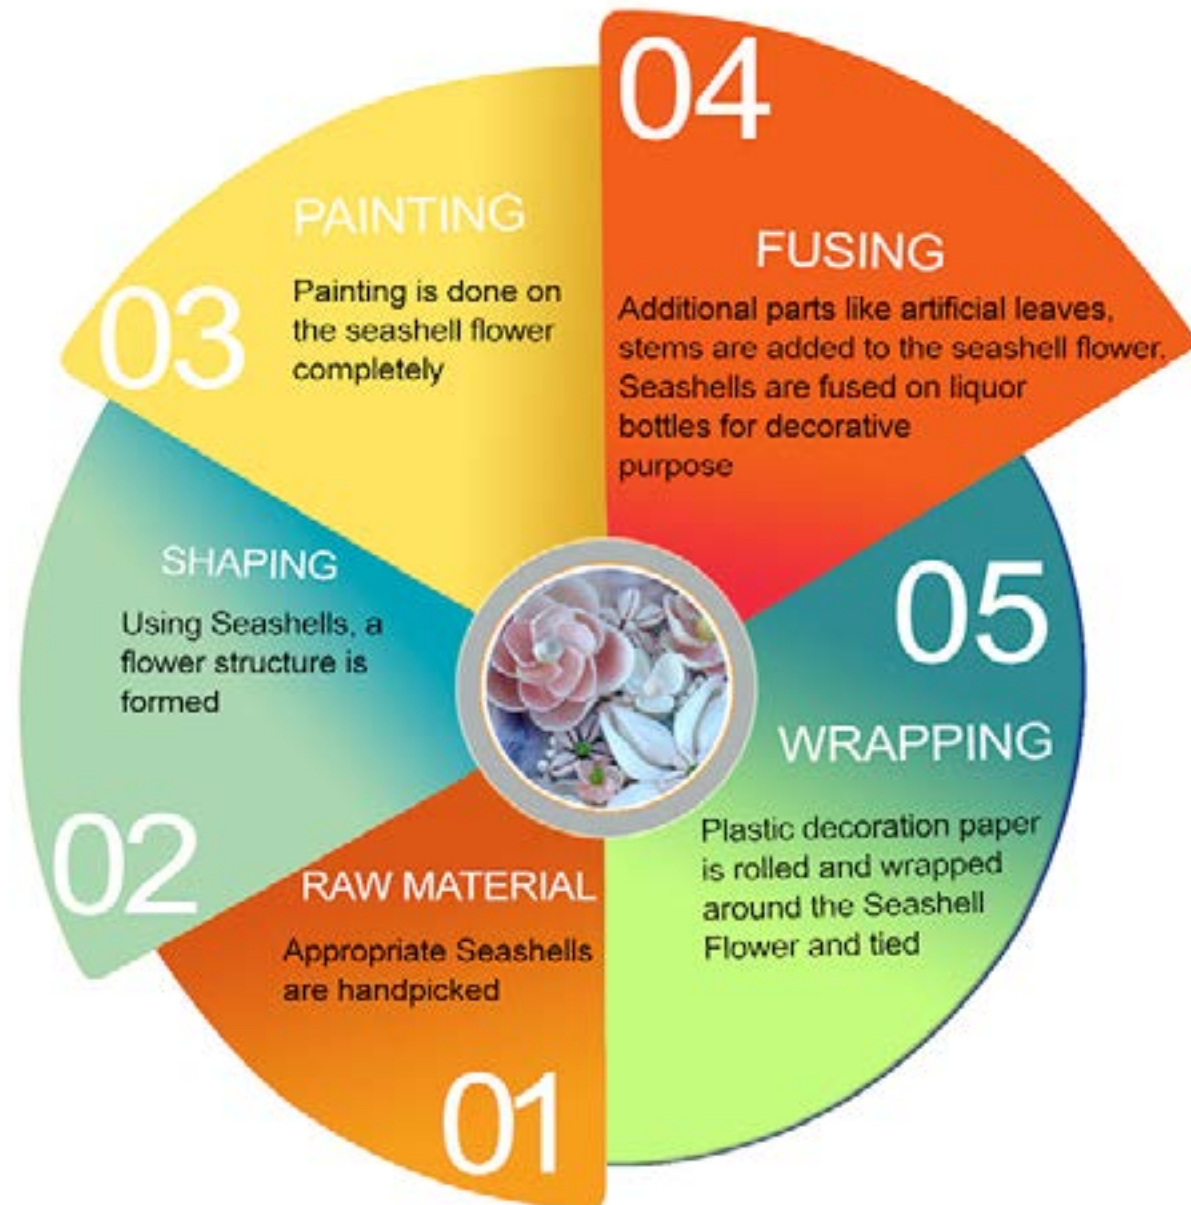 01
RAW MATERIAL
Appropriate Seashells
are handpicked
02
SHAPING
Using Seashells, a
flower structure is
formed
03
PAINTING
Painting is done on
the seashell flower
completely
04
FUSING
Additional parts like artificial leaves,
stems are added to the seashell flower.
Seashells are fused on liquor
bottles for decorative
purpose
05
WRAPPING
Plastic decoration paper
is rolled and wrapped
around the Seashell
Flower and tied